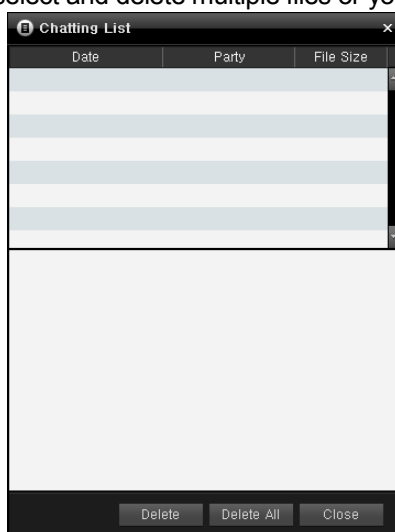 select and delete multiple files or yo
Chatting List
Date Party File Size
Delete Delete All Close